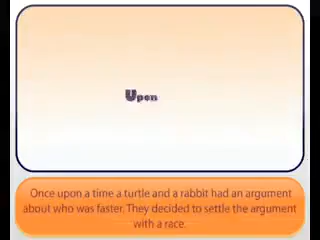 Upon
Once upon a time a turtle and a rabbit had an argument
about who was faster. They decided to settle the argument
with a race.